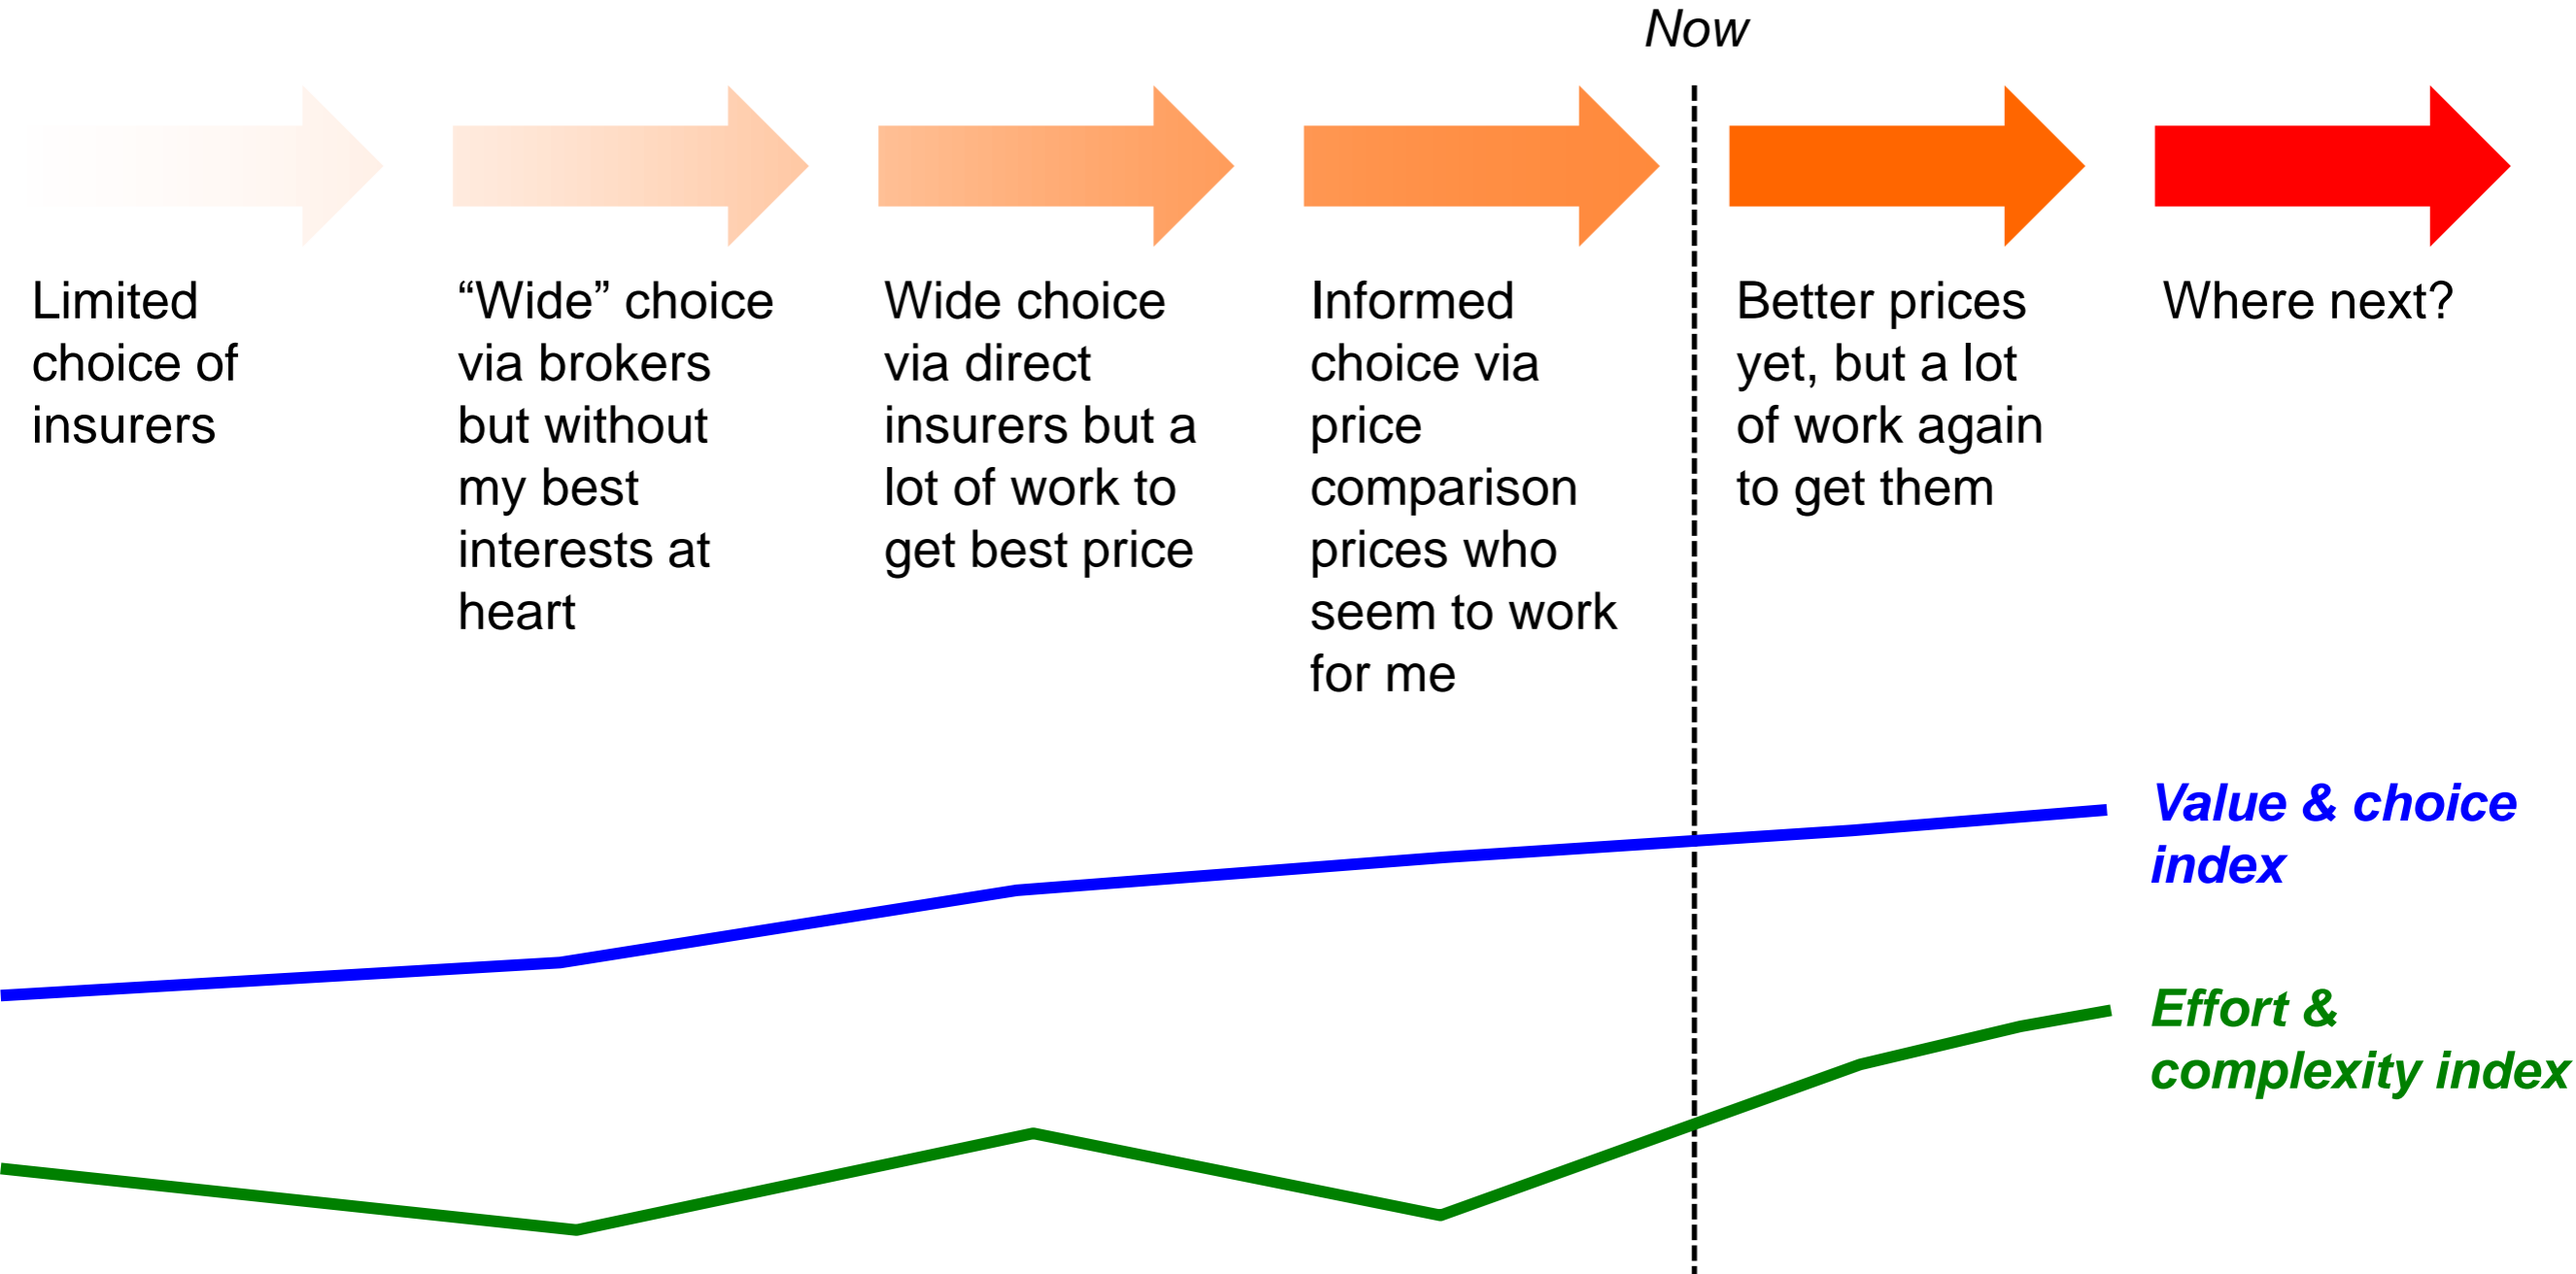 Now
Limited
choice of
insurers
“Wide” choice
via brokers
but without
my best
interests at
heart
Wide choice
via direct
insurers but a
lot of work to
get best price
Informed
choice via
price
comparison
prices who
seem to work
for me
Better prices
yet, but a lot
of work again
to get them
Where next?
Value & choice
index
Effort &
complexity index